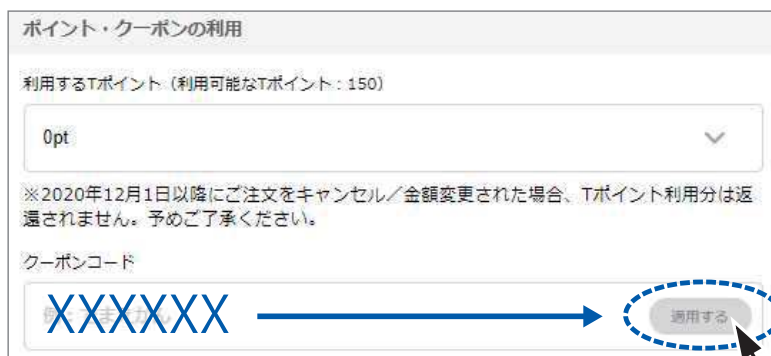 ポイント・クーポンの利用
利用するTポイント（利用可能なTポイント：150）
0pt
※2020年12月1日以降にご注文をキャンセル／金額変更された場合、Tポイント利用分は返
還されません。予めご了承ください。
クーポンコード
XXXXXX
適用する